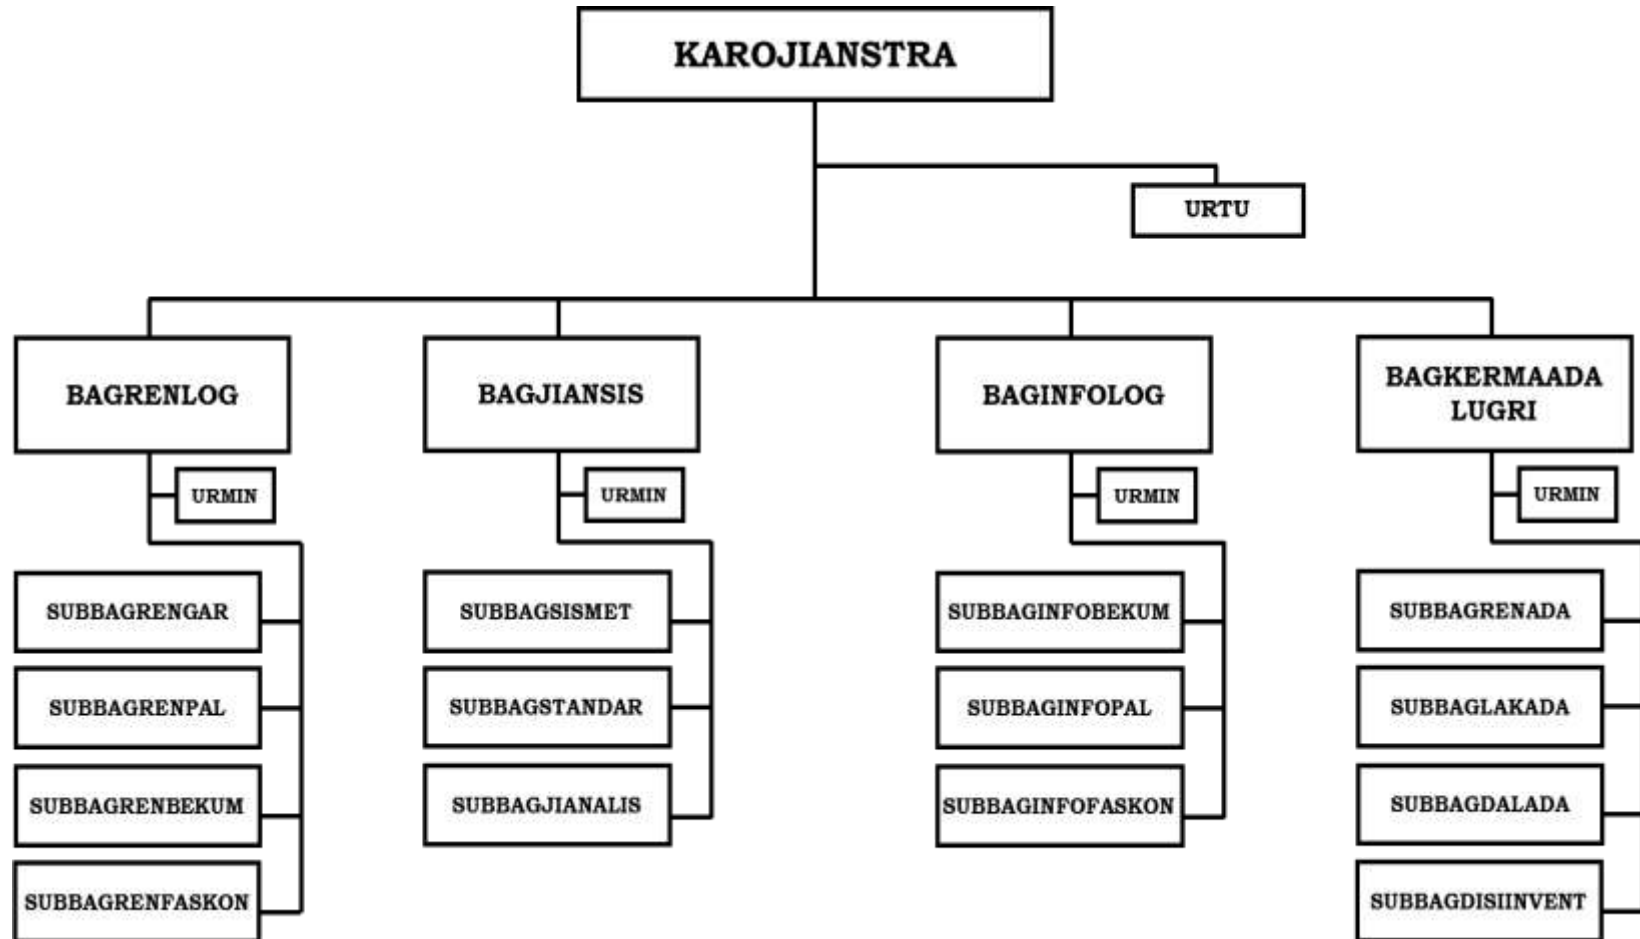 KAROJIANSTRA
URTU
BAGRENLOG
BAGJIANSIS
BAGINFOLOG
BAGKERMAADA
LUGRI
URMIN
URMIN
URMIN
URMIN
SUBBAGRENGAR
SUBBAGSISMET
SUBBAGINFOBEKUM
SUBBAGRENADA
SUBBAGRENPAL
SUBBAGSTANDAR
SUBBAGINFOPAL
SUBBAGLAKADA
SUBBAGRENBEKUM
SUBBAGJIANALIS
SUBBAGINFOFASKON
SUBBAGDALADA
SUBBAGRENFASKON
SUBBAGDISIINVENT